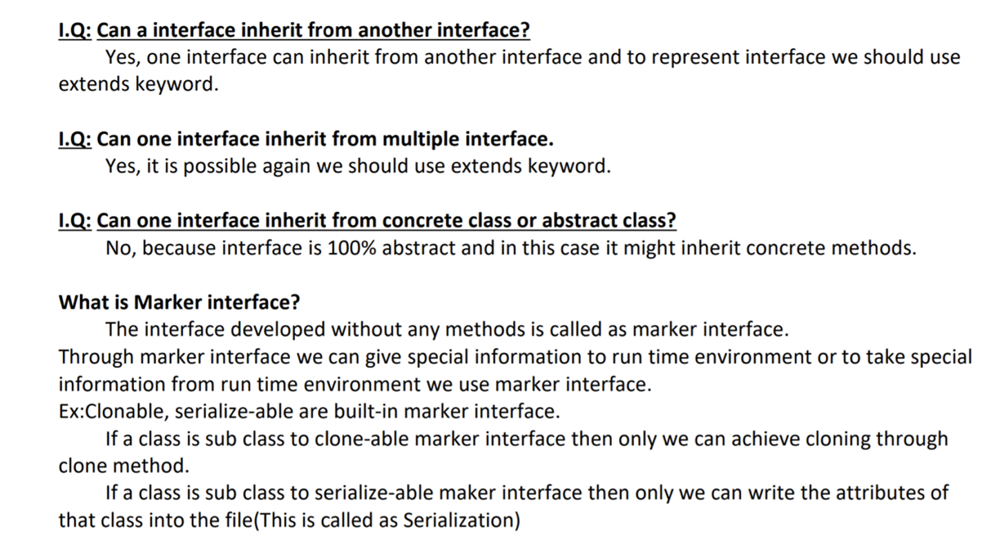 I.Q: Can a interface inherit from another interface?
Yes, one interface can inherit from another interface and to represent interface we should use
extends keyword.
I.Q: Can one interface inherit from multiple interface.
Yes, it is possible again we should use extends keyword.
I.Q: Can one interface inherit from concrete class or abstract class?
No, because interface is 100% abstract and in this case it might inherit concrete methods.
What is Marker interface?
The interface developed without any methods is called as marker interface.
Through marker interface we can give special information to run time environment or to take special
information from run time environment we use marker interface.
Ex:Clonable, serialize-able are built-in marker interface.
If a class is sub class to clone-able marker interface then only we can achieve cloning through
clone method.
If a class is sub class to serialize-able maker interface then only we can write the attributes of
that class into the file(This is called as Serialization)